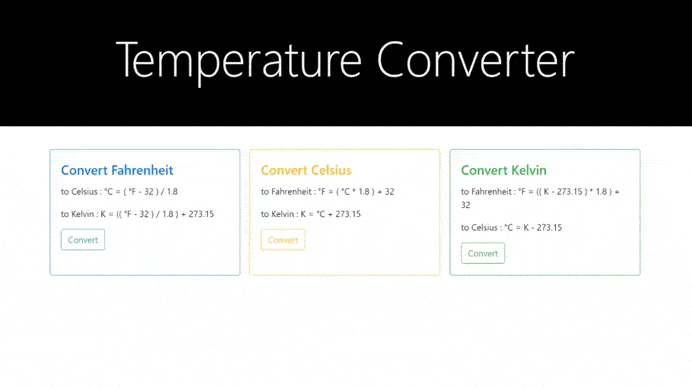 Temperature Converter
Convert Fahrenheit
to Celsius : °C = ( °F - 32 ) / 1.8
to Kelvin : K = (( °F - 32 ) / 1.8 ) + 273.15
Convert
Convert Celsius
to Fahrenheit : °F = ( °C * 1.8 ) + 32
to Kelvin : K = °C + 273.15
Convert
Convert Kelvin
to Fahrenheit : °F = (( K - 273.15 ) * 1.8 ) +
32
to Celsius : °C = K - 273.15
Convert